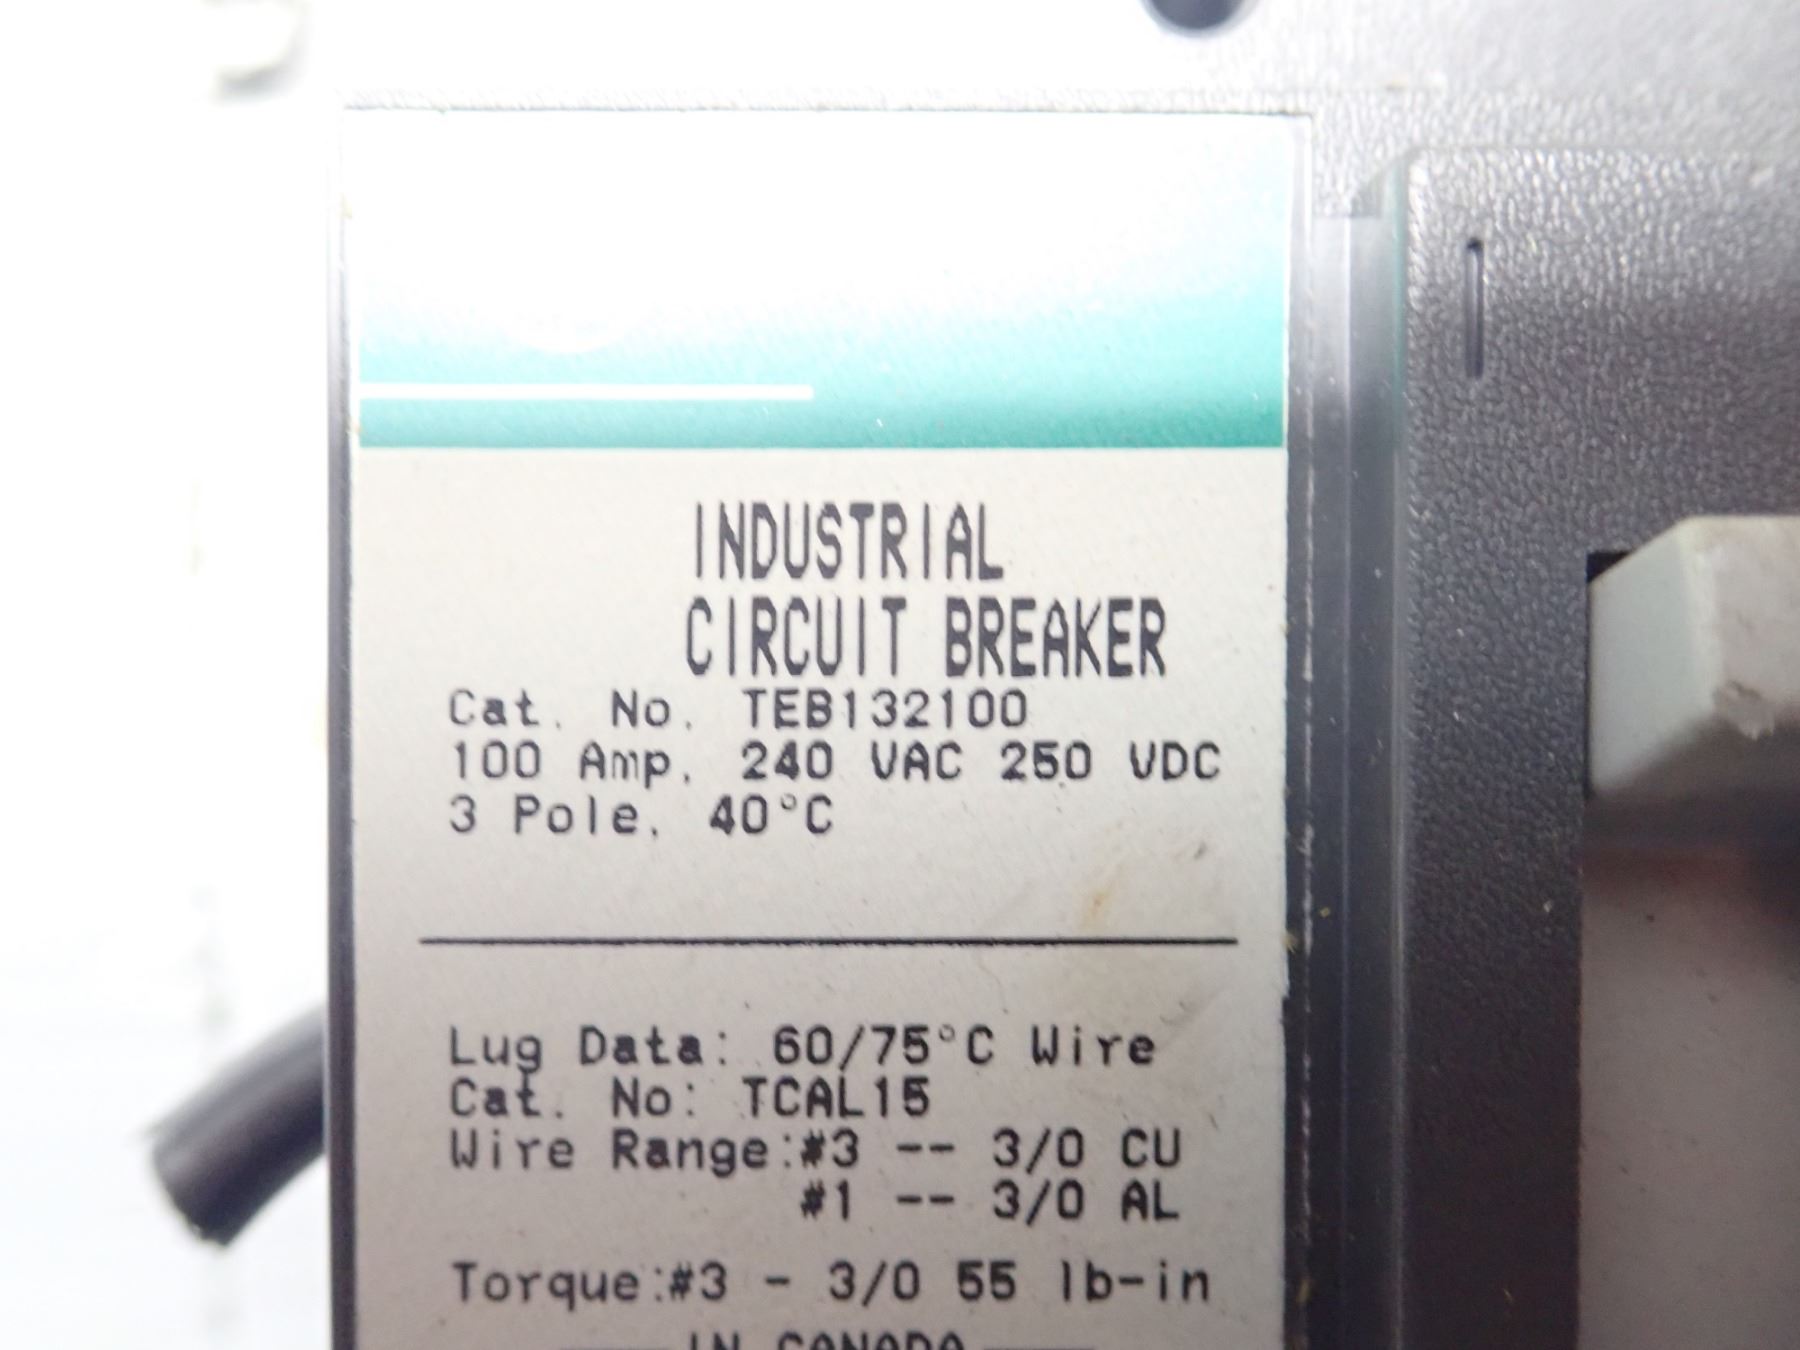 INDUSTRIAL
CIRCUIT BREAKER
Cat. No. TEB132100
100 Amp. 240 VAC 250 VDC
3 Pole. 40°C
Lug Data: 60/75°C Wire
Cat. No: TCAL15
Wire Range:#3 -- 3/0 CU
#1 -- 3/0 AL
Torque:#3 - 3/0 55 lb-in
IN CANADA